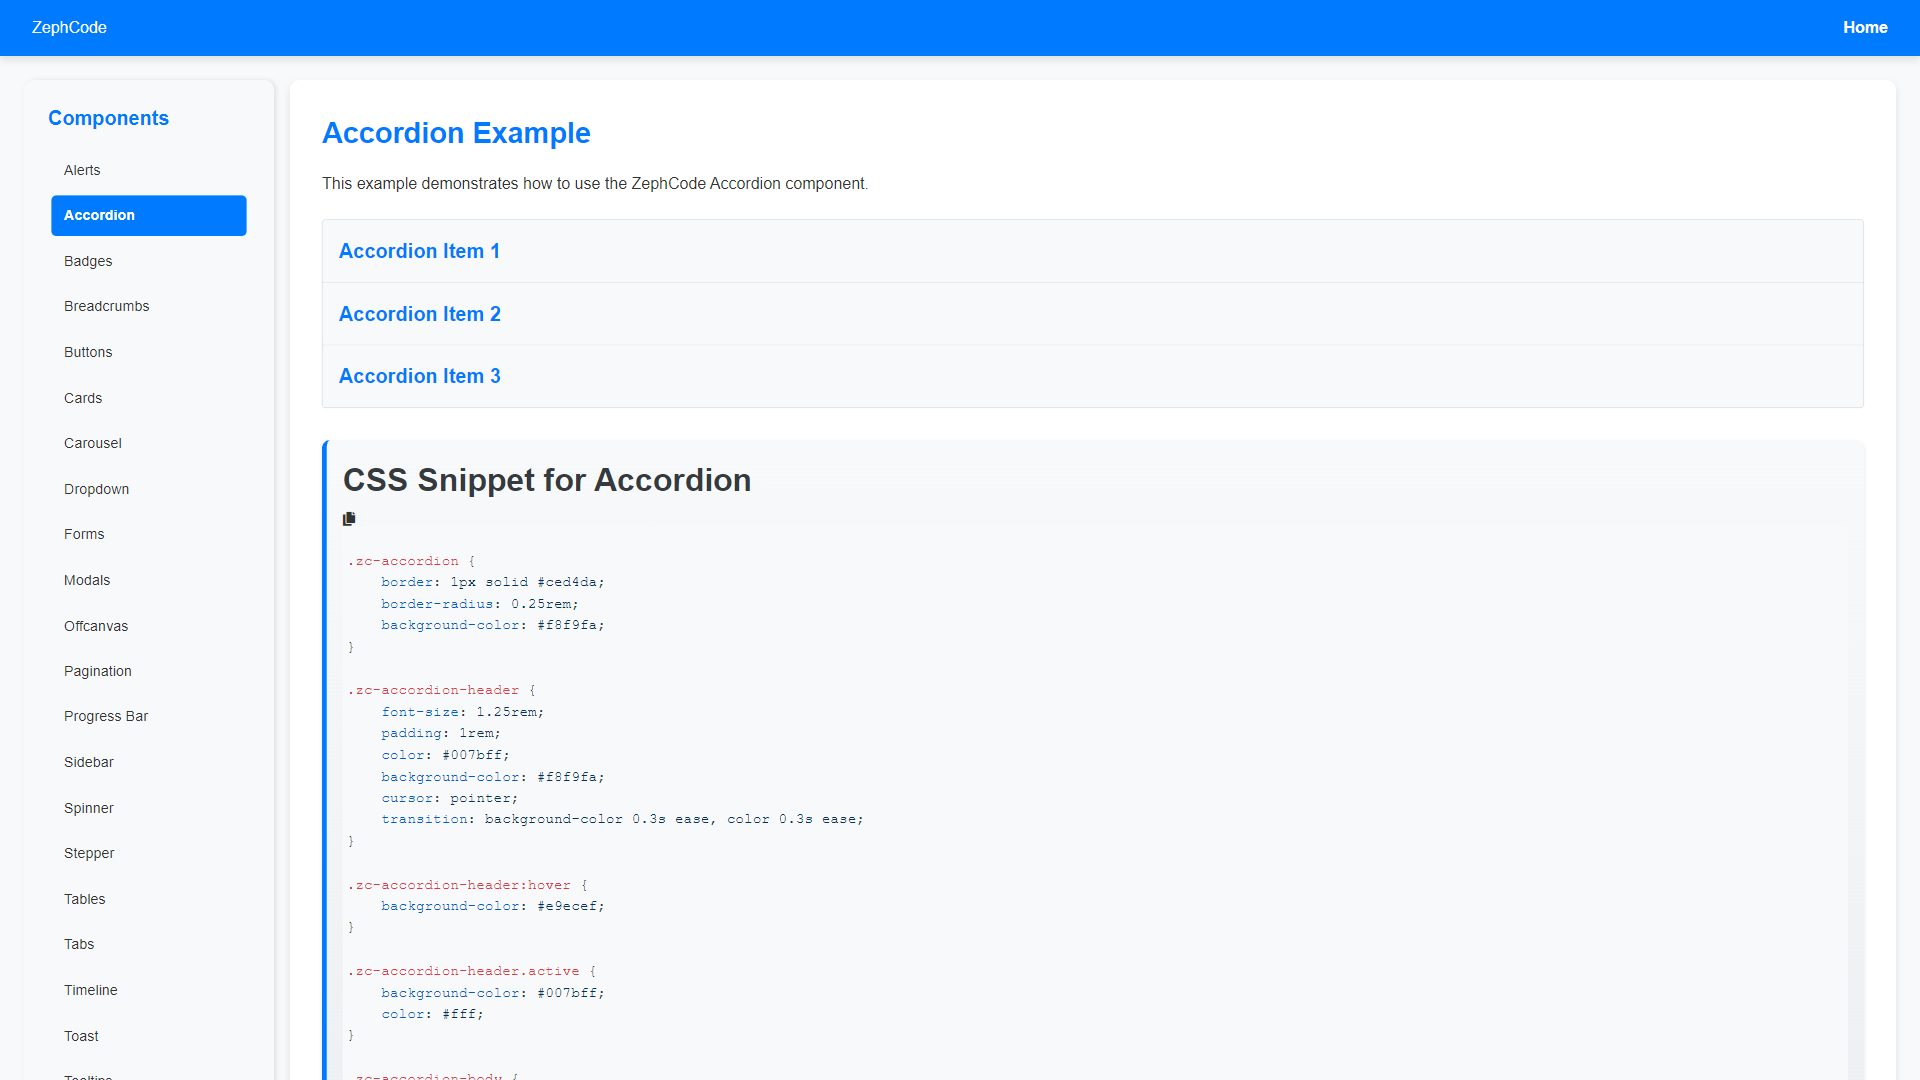 ZephCode
Home
Components
Alerts
Accordion
Badges
Breadcrumbs
Buttons
Cards
Carousel
Dropdown
Forms
Modals
Offcanvas
Pagination
Progress Bar
Sidebar
Spinner
Stepper
Tables
Tabs
Timeline
Toast
Tooltips
Accordion Example
This example demonstrates how to use the ZephCode Accordion component.
Accordion Item 1
Accordion Item 2
Accordion Item 3
CSS Snippet for Accordion
.zc-accordion {
    border: 1px solid #ced4da;
    border-radius: 0.25rem;
    background-color: #f8f9fa;
}
.zc-accordion-header {
    font-size: 1.25rem;
    padding: 1rem;
    color: #007bff;
    background-color: #f8f9fa;
    cursor: pointer;
    transition: background-color 0.3s ease, color 0.3s ease;
}
.zc-accordion-header:hover {
    background-color: #e9ecef;
}
.zc-accordion-header.active {
    background-color: #007bff;
    color: #fff;
}
.zc-accordion-body {